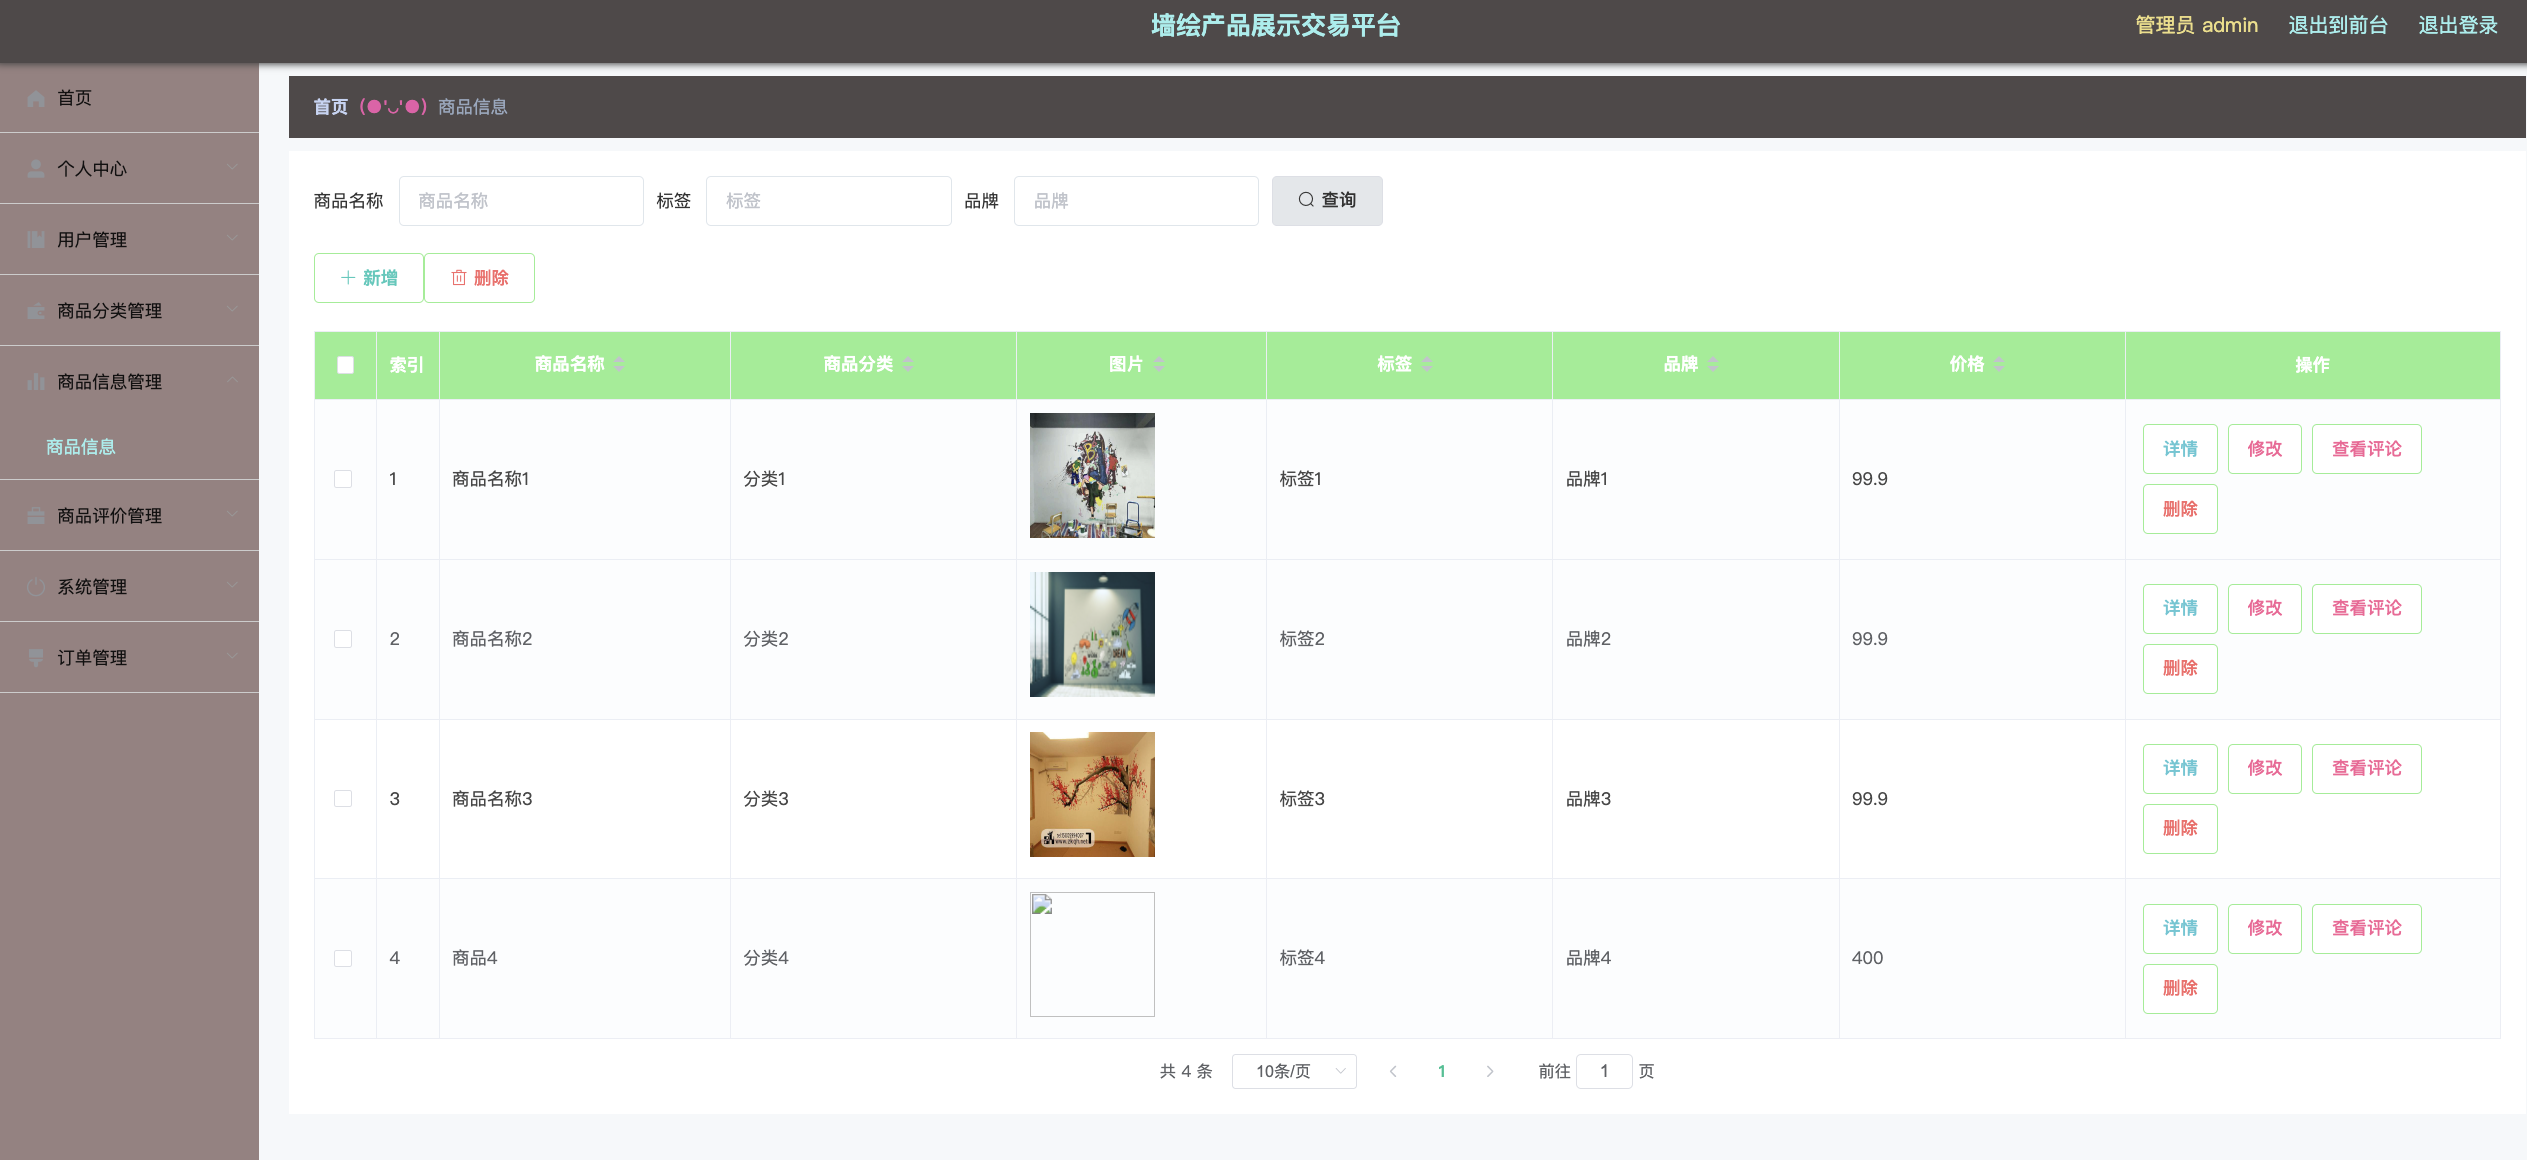 墙绘产品展示交易平台
管理员 admin 退出到前台 退出登录
首页
个人中心
用户管理
商品分类管理
商品信息管理
商品信息
商品评价管理
系统管理
订单管理
首页 (●'◡'●) 商品信息
商品名称 商品名称 标签 标签 品牌 品牌 查询
新增 删除
索引 商品名称 商品分类 图片 标签 品牌 价格 操作
1 商品名称1 分类1 标签1 品牌1 99.9 详情 修改 查看评论
删除
2 商品名称2 分类2 标签2 品牌2 99.9 详情 修改 查看评论
删除
3 商品名称3 分类3 标签3 品牌3 99.9 详情 修改 查看评论
删除
4 商品4 分类4 标签4 品牌4 400 详情 修改 查看评论
删除
共 4 条 10条/页 1 前往 1 页